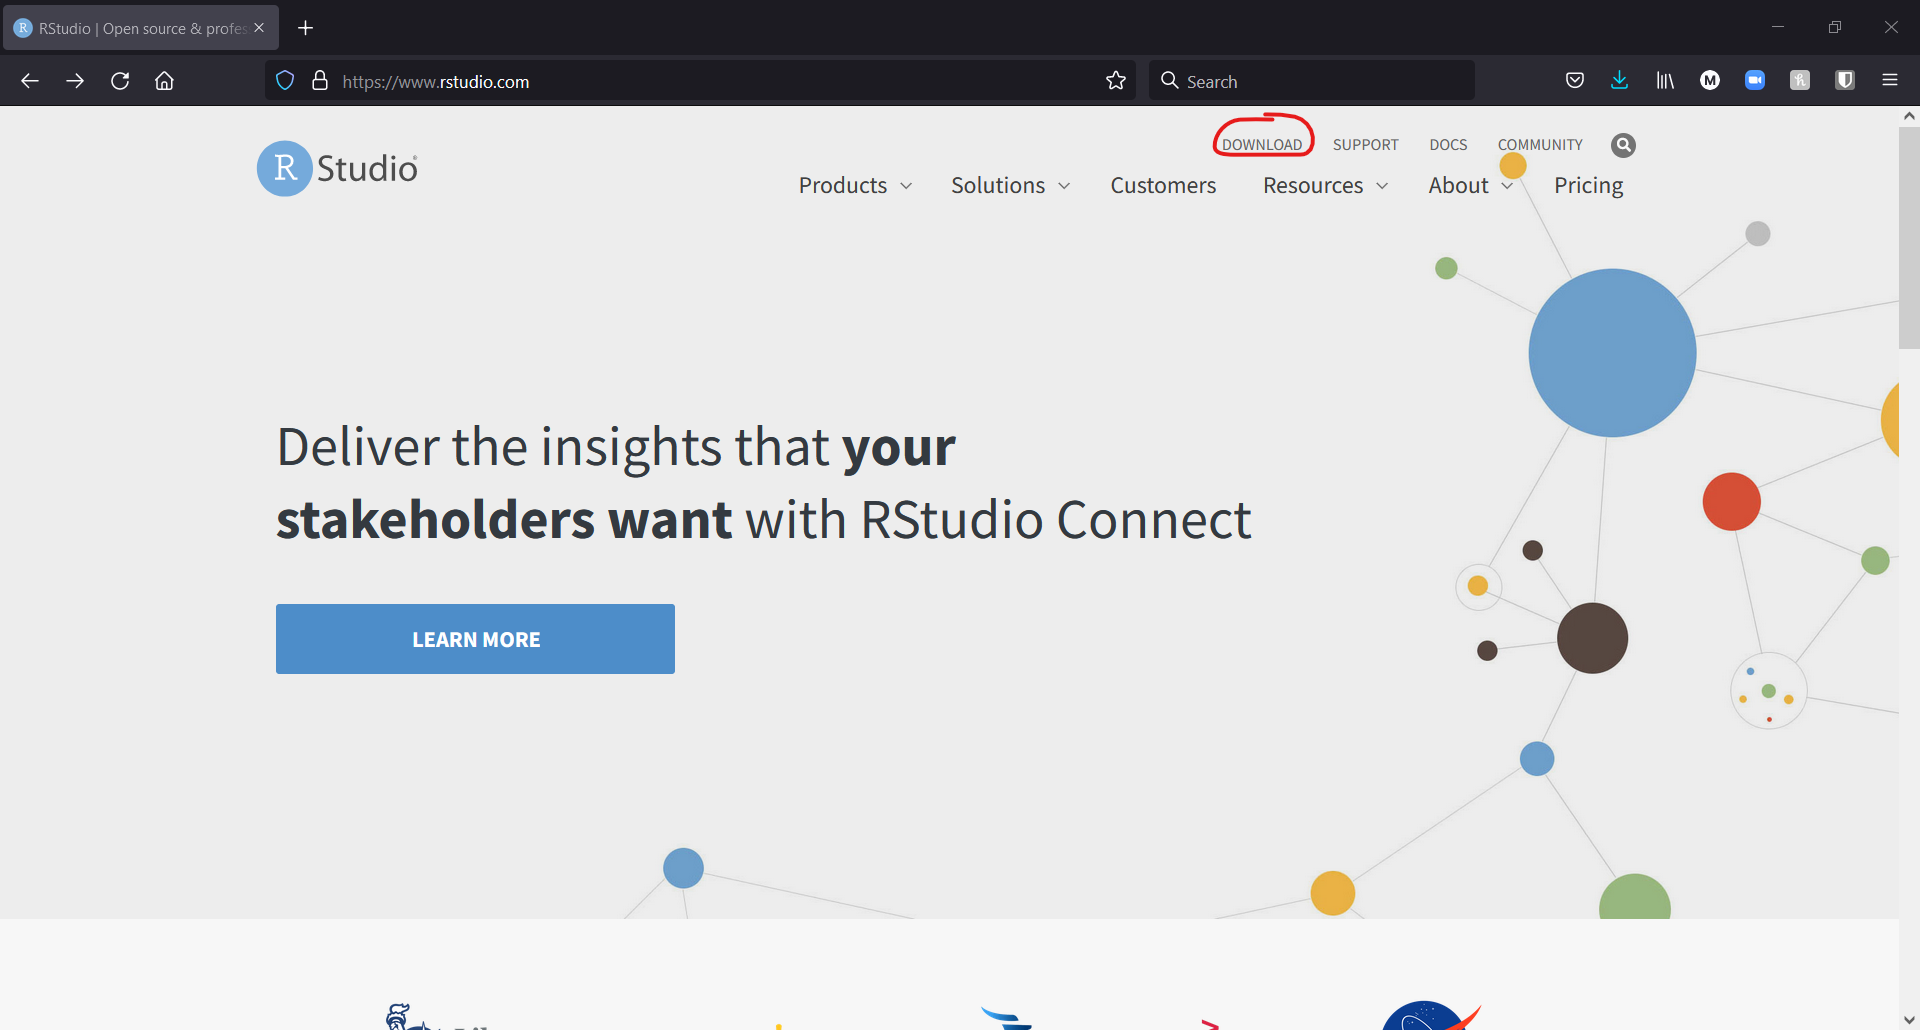 RStudio | Open source & profes
https://www.rstudio.com
Search
DOWNLOAD SUPPORT DOCS COMMUNITY
R Studio
Products Solutions Customers Resources About Pricing
Deliver the insights that your
stakeholders want with RStudio Connect
LEARN MORE